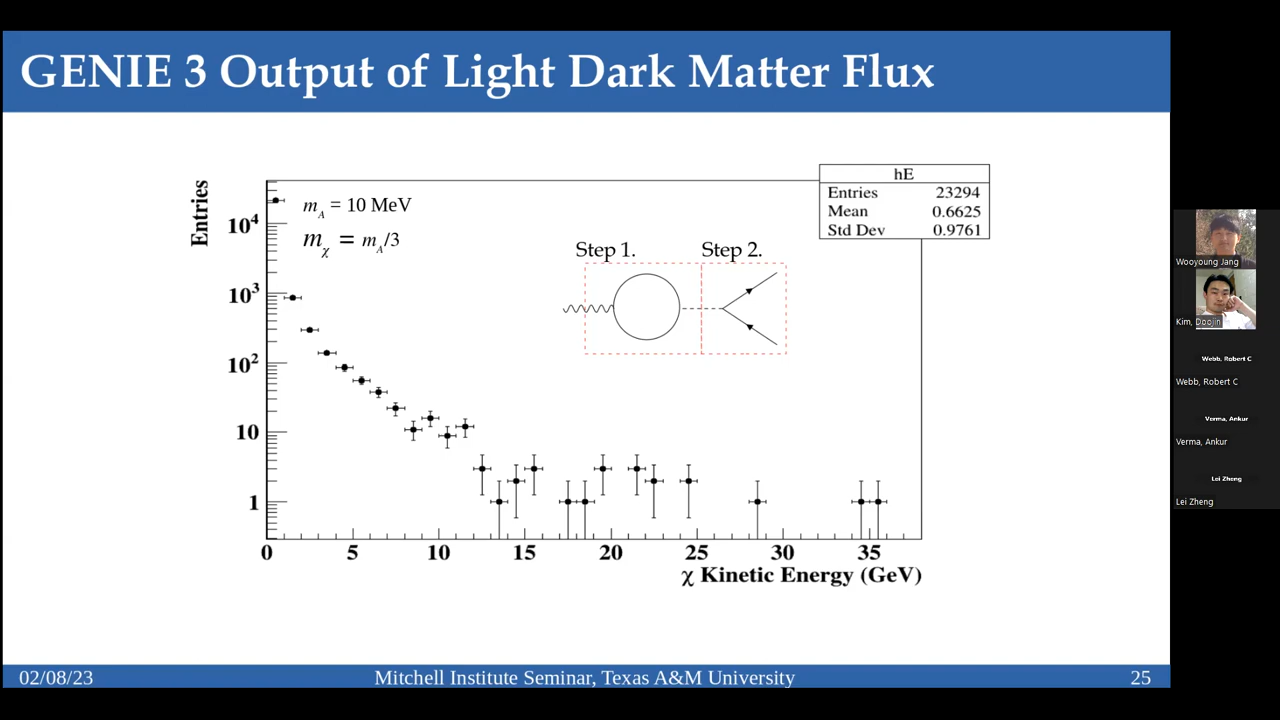 GENIE 3 Output of Light Dark Matter Flux
Entries
m_A = 10 MeV
m_χ = m_A/3
hE
Entries 23294
Mean 0.6625
Std Dev 0.9761
Step 1. Step 2.
10⁴
10³
10²
10
1
0 5 10 15 20 25 30 35
χ Kinetic Energy (GeV)
02/08/23 Mitchell Institute Seminar, Texas A&M University 25
Wooyoung Jang
Kim, Doojin
Webb, Robert C
Webb, Robert C
Verma, Ankur
Verma, Ankur
Lei Zheng
Lei Zheng